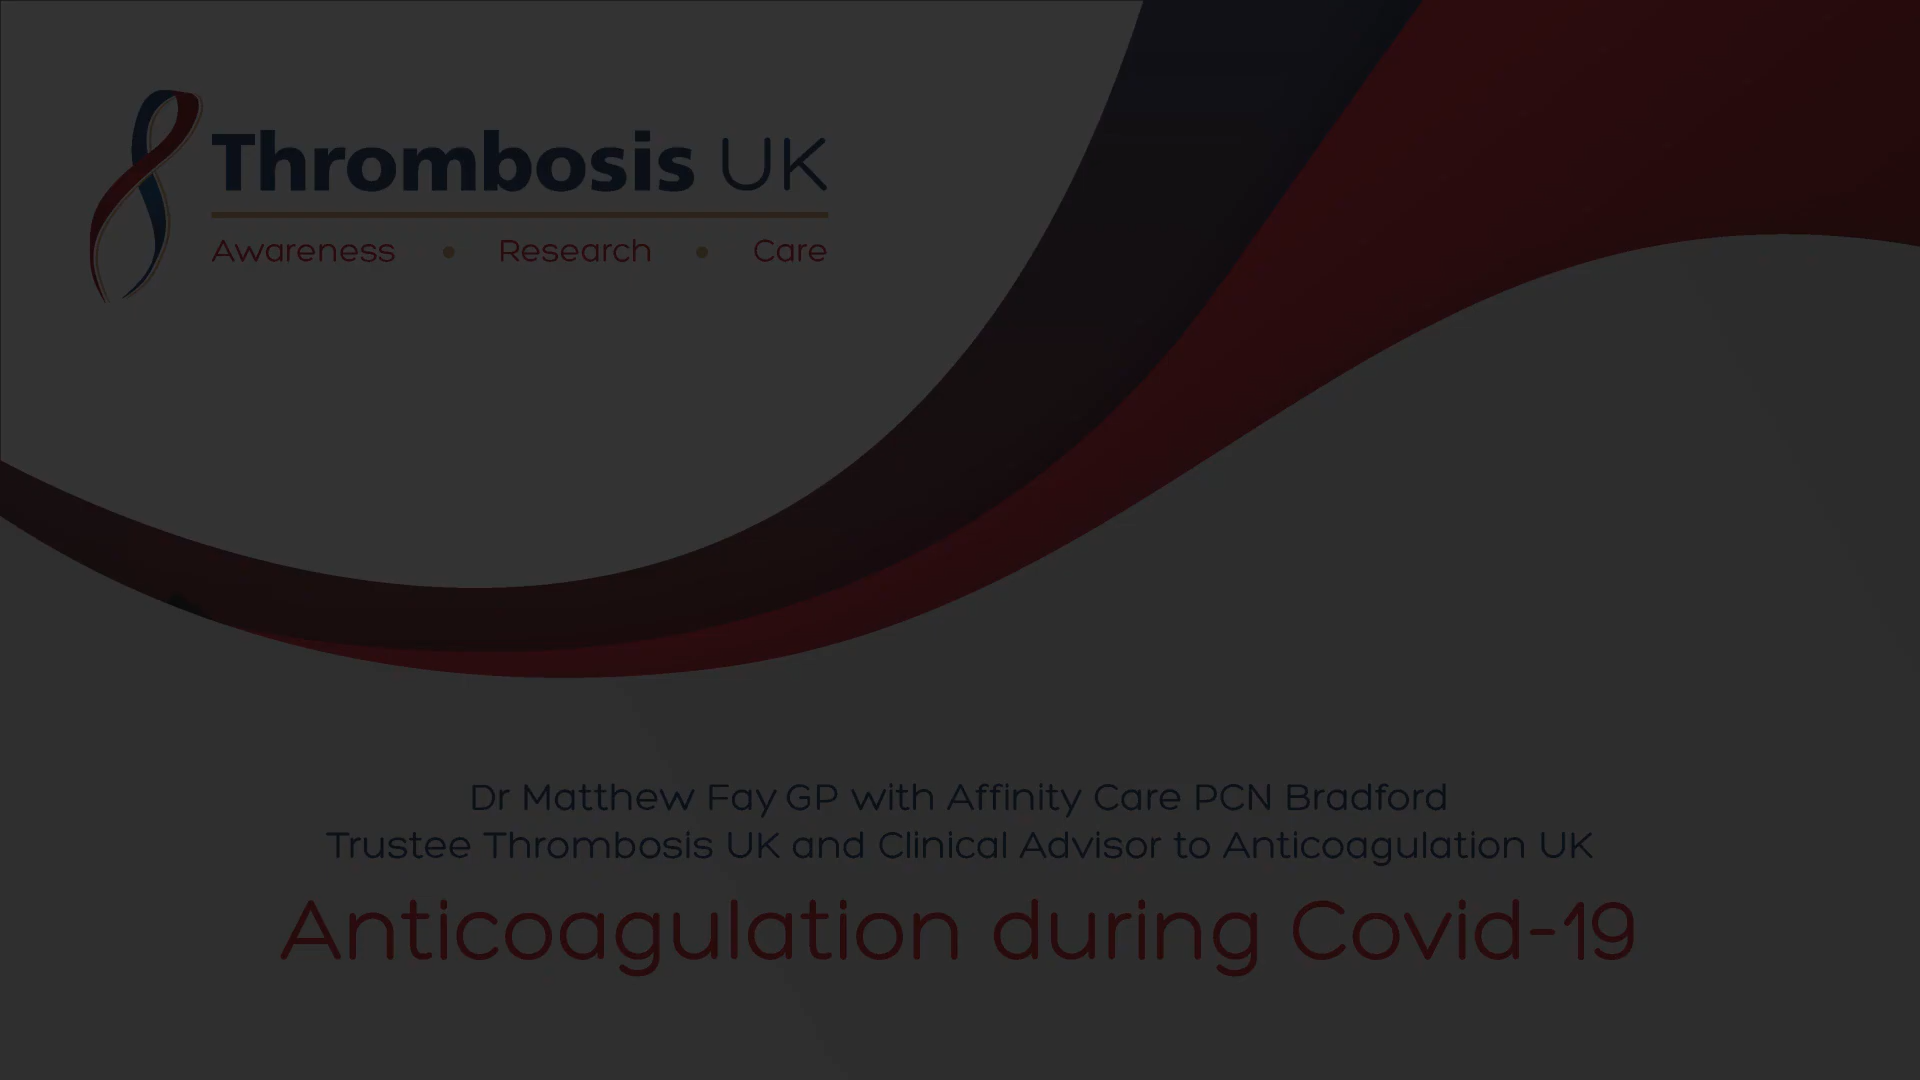 Thrombosis UK
Awareness • Research • Care
Dr Matthew Fay GP with Affinity Care PCN Bradford
Trustee Thrombosis UK and Clinical Advisor to Anticoagulation UK
Anticoagulation during Covid-19